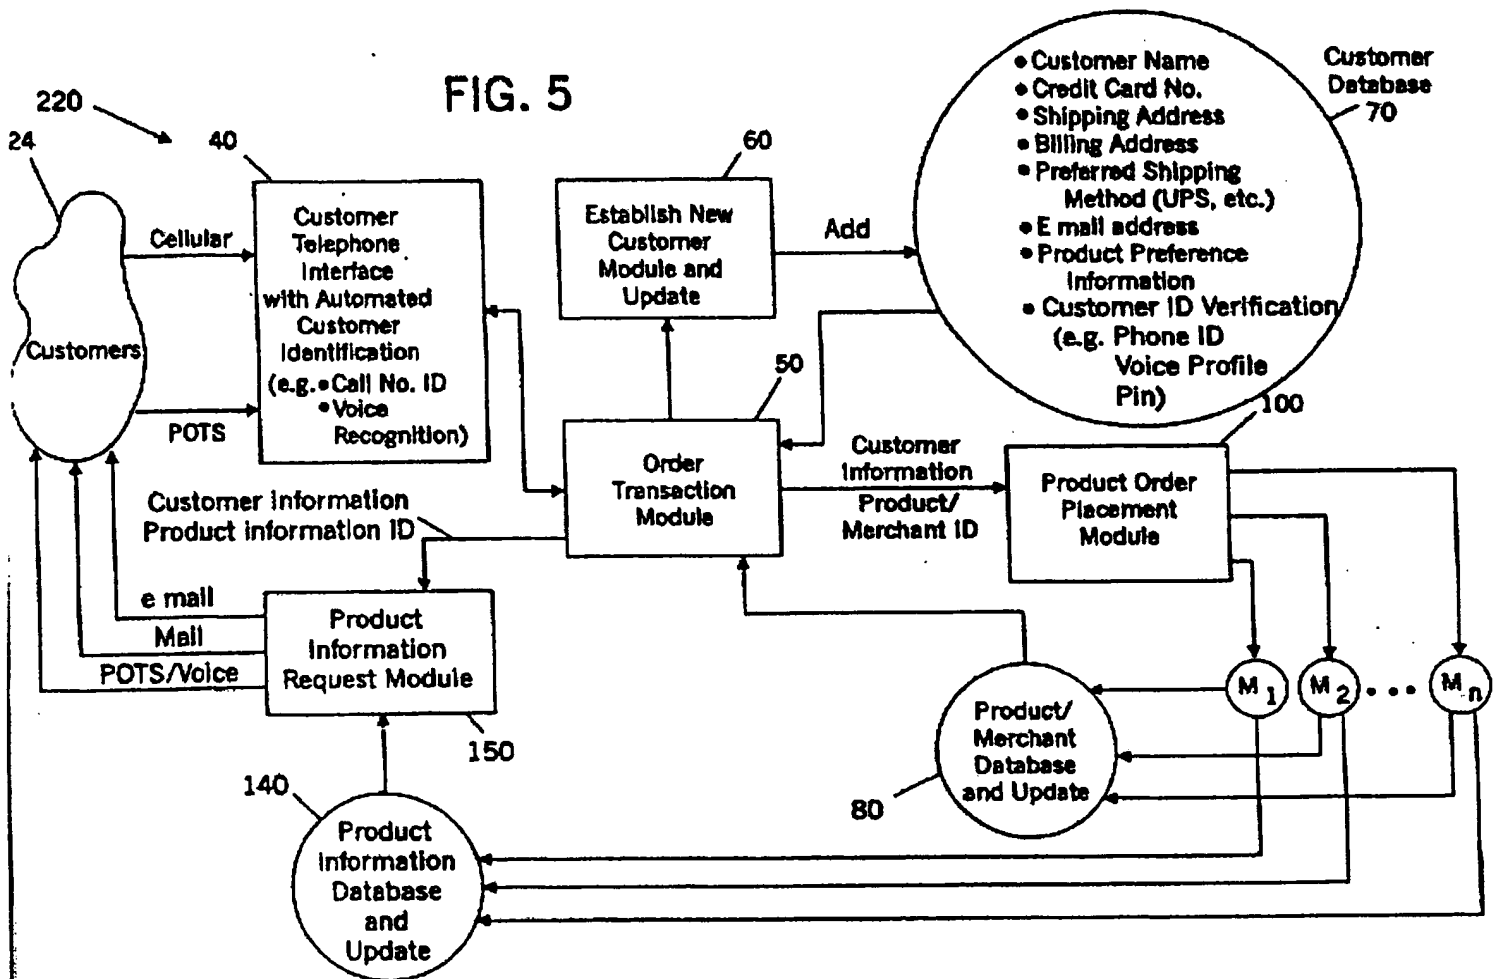 FIG. 5
220
24
Customers
Cellular
POTS
40
Customer
Telephone
Interface
with Automated
Customer
Identification
(e.g. • Call No. ID
• Voice
Recognition)
60
Establish New
Customer
Module and
Update
Add
Customer
Database
70
• Customer Name
• Credit Card No.
• Shipping Address
• Billing Address
• Preferred Shipping
Method (UPS, etc.)
• E mail address
• Product Preference
Information
• Customer ID Verification
(e.g. Phone ID
Voice Profile
Pin)
50
Order
Transaction
Module
Customer
Information
Product/
Merchant ID
100
Product Order
Placement
Module
Customer Information
Product information ID
e mail
Mail
POTS/Voice
Product
Information
Request Module
150
M1
M2
• • •
Mn
Product/
Merchant
Database
and Update
80
140
Product
Information
Database
and
Update